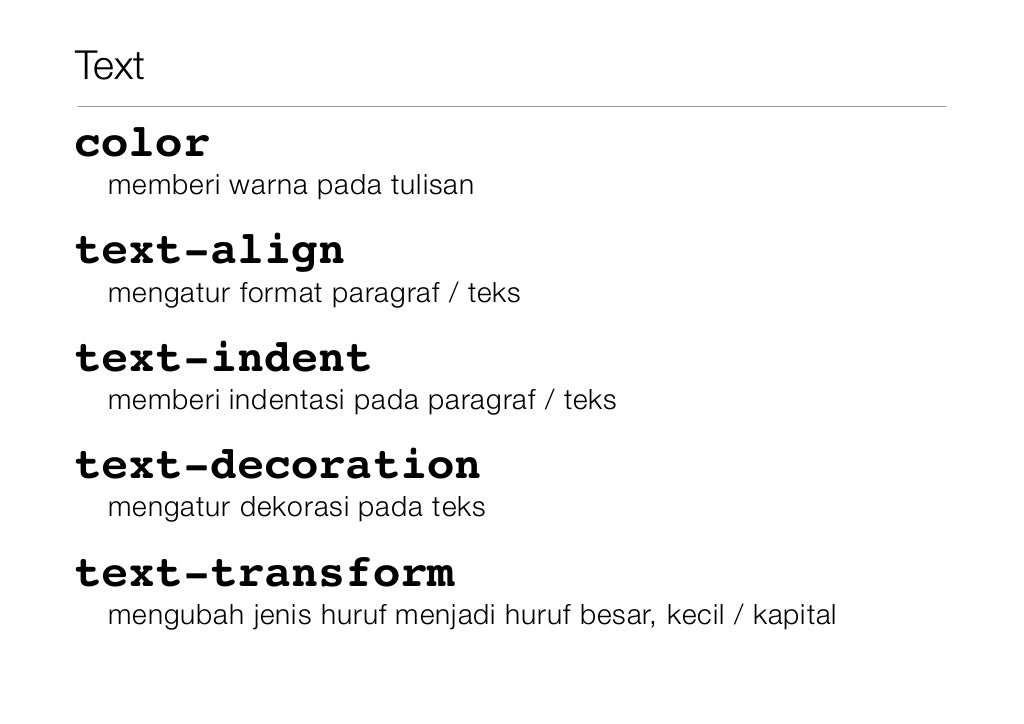 Text
color
memberi warna pada tulisan
text-align
mengatur format paragraf / teks
text-indent
memberi indentasi pada paragraf / teks
text-decoration
mengatur dekorasi pada teks
text-transform
mengubah jenis huruf menjadi huruf besar, kecil / kapital